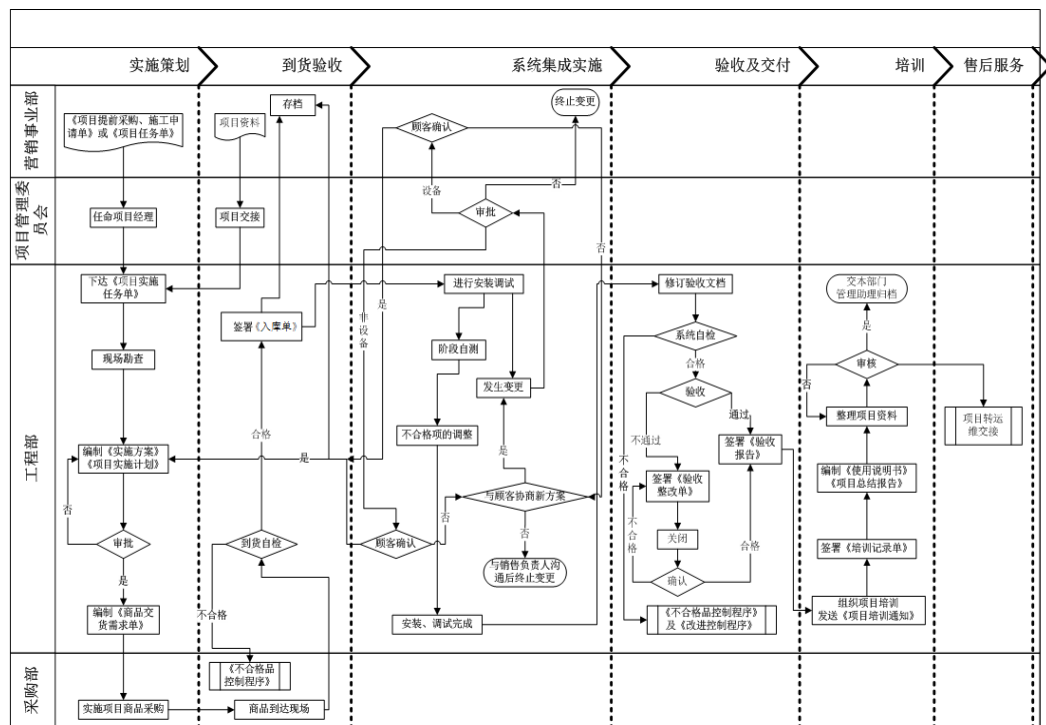 实施策划
到货验收
系统集成实施
验收及交付
培训
售后服务
营销事业部
《项目提前采购、施工申
请单》或《项目任务单》
存档
项目资料
顾客确认
终止变更
项目管理委
员会
任命项目经理
项目交接
设备
否
审批
否
工程部
下达《项目实施
任务单》
签署《入库单》
进行安装调试
是
非
设
备
修订验收文档
交本部门
管理助理归档
现场勘查
阶段自测
系统自检
是
合格
审核
发生变更
验收
否
通过
整理项目资料
项目转运
维交接
合格
不合格项的调整
不通过
签署《验收
报告》
编制《实施方案》
《项目实施计划》
是
是
不
合
格
签署《验收
整改单》
编制《使用说明书》
《项目总结报告》
与顾客协商新方案
否
否
否
不
合
格
关闭
合格
审批
到货自检
顾客确认
签署《培训记录单》
是
与销售负责人沟
通后终止变更
确认
不合格
编制《商品交
货需求单》
安装、调试完成
《不合格品控制程序》
及《改进控制程序》
组织项目培训
发送《项目培训通知》
采购部
《不合格品
控制程序》
实施项目商品采购
商品到达现场